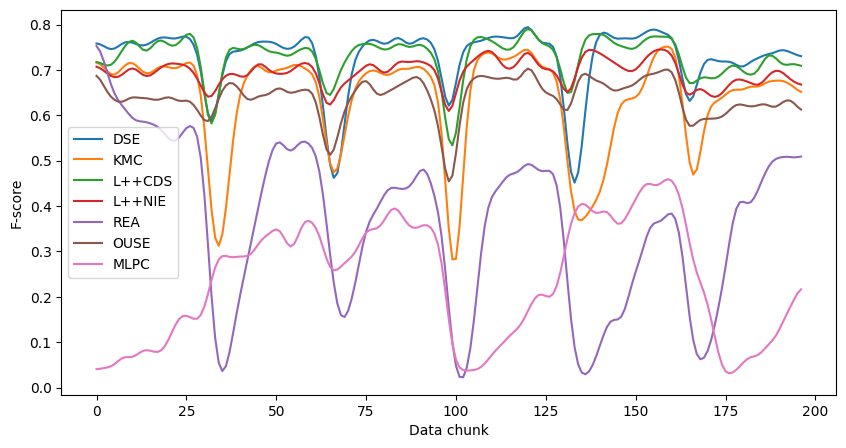 0.8
0.7
0.6
0.5
0.4
0.3
0.2
0.1
0.0
F-score
DSE
KMC
L++CDS
L++NIE
REA
OUSE
MLPC
0 25 50 75 100 125 150 175 200
Data chunk